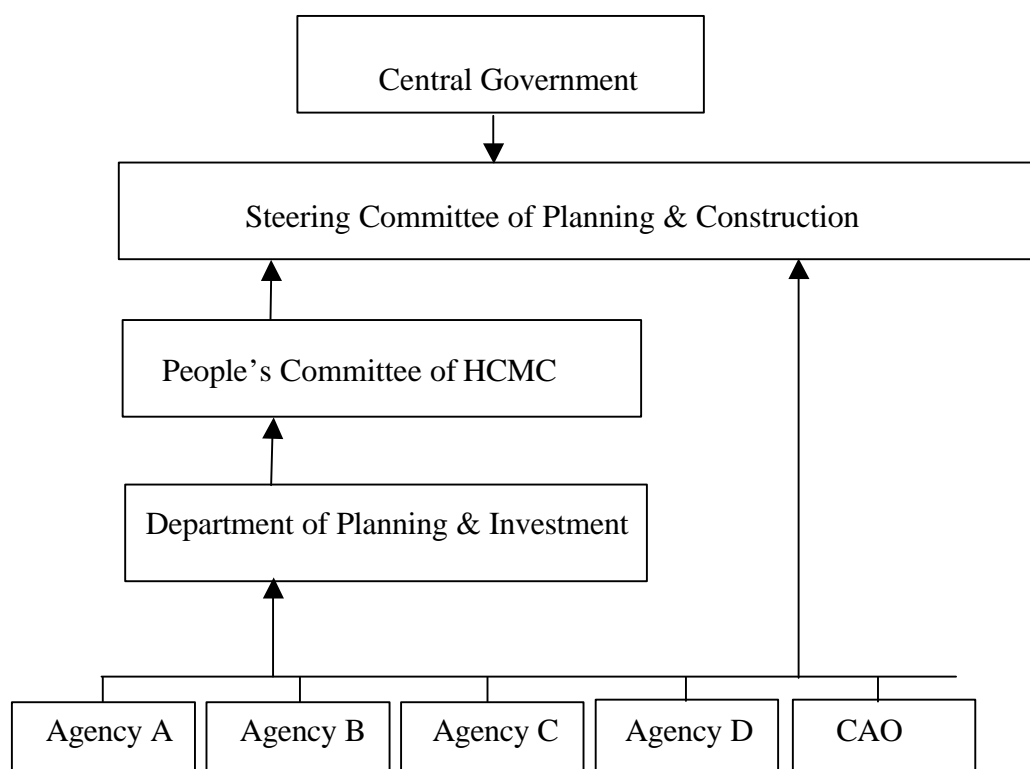 Central Government
Steering Committee of Planning & Construction
People’s Committee of HCMC
Department of Planning & Investment
Agency A
Agency B
Agency C
Agency D
CAO